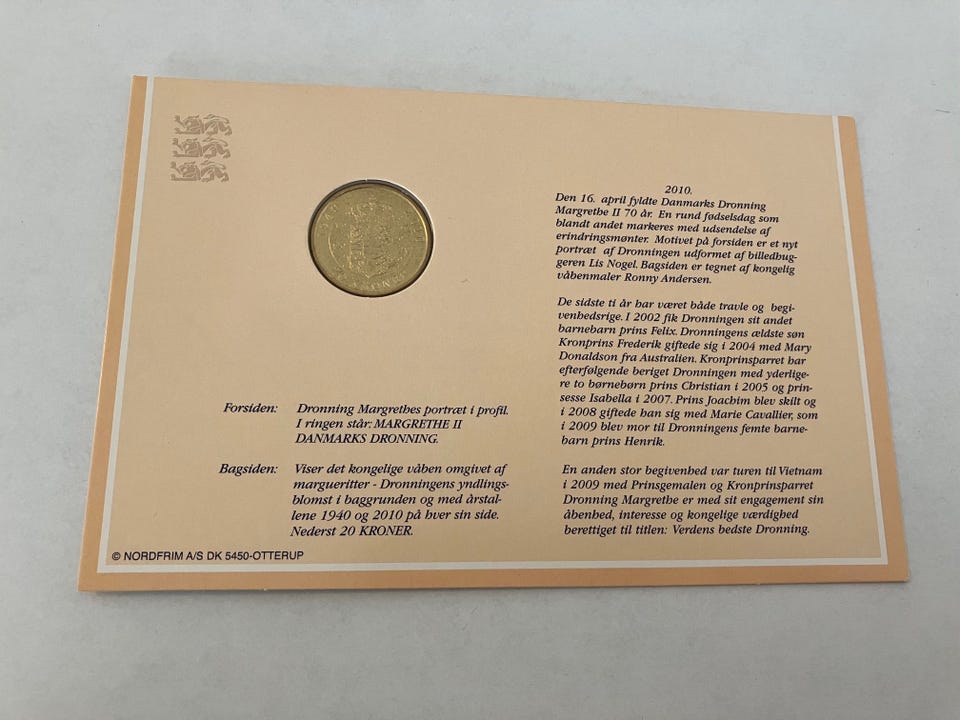 2010.
Den 16. april fyldte Danmarks Dronning
Margrethe II 70 år. En rund fødselsdag som
blandt andet markeres med udsendelse af
erindringsmønter. Motivet på forsiden er et nyt
portræt af Dronningen udformet af billedhug-
geren Lis Nogel. Bagsiden er tegnet af kongelig
våbenmaler Ronny Andersen.
De sidste ti år har været både travle og begi-
venhedsrige. I 2002 fik Dronningen sit andet
barnebarn prins Felix. Dronningens ældste søn
Kronprins Frederik giftede sig i 2004 med Mary
Donaldson fra Australien. Kronprinsparret har
efterfølgende beriget Dronningen med yderlige-
re to børnebørn prins Christian i 2005 og prin-
sesse Isabella i 2007. Prins Joachim blev skilt og
i 2008 giftede han sig med Marie Cavallier, som
i 2009 blev mor til Dronningens femte barne-
barn prins Henrik.
En anden stor begivenhed var turen til Vietnam
i 2009 med Prinsgemalen og Kronprinsparret
Dronning Margrethe er med sit engagement sin
åbenhed, interesse og kongelige værdighed
berettiget til titlen: Verdens bedste Dronning.
Forsiden: Dronning Margrethes portræt i profil.
I ringen står: MARGRETHE II
DANMARKS DRONNING.
Bagsiden: Viser det kongelige våben omgivet af
margueritter - Dronningens yndlings-
blomst i baggrunden og med årstal-
lene 1940 og 2010 på hver sin side.
Nederst 20 KRONER.
© NORDFRIM A/S DK 5450-OTTERUP